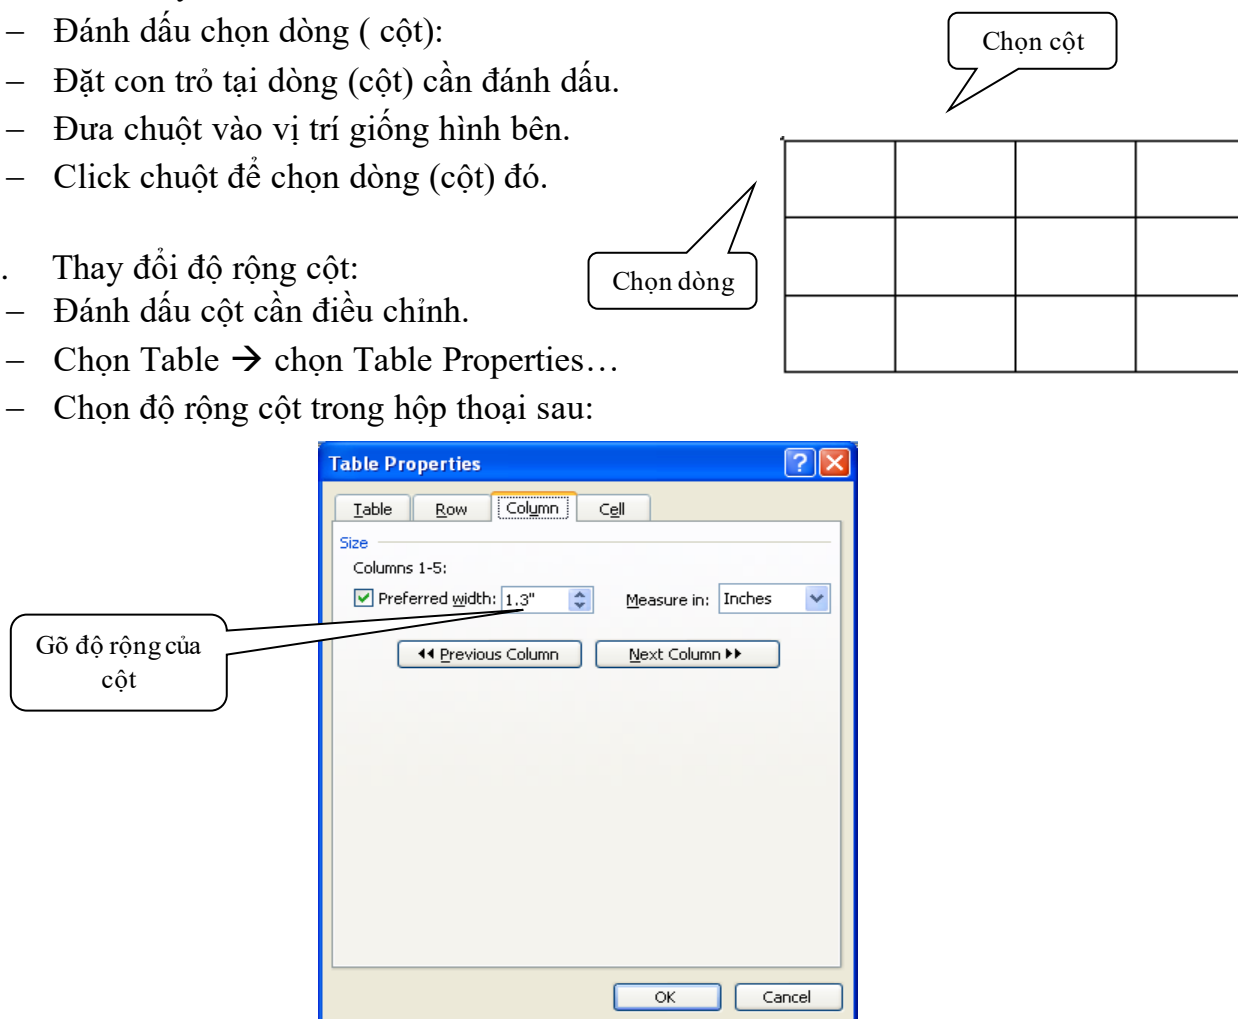 – Đánh dấu chọn dòng ( cột):
– Đặt con trỏ tại dòng (cột) cần đánh dấu.
– Đưa chuột vào vị trí giống hình bên.
– Click chuột để chọn dòng (cột) đó.
Chọn cột
Chọn dòng
. Thay đổi độ rộng cột:
– Đánh dấu cột cần điều chỉnh.
– Chọn Table → chọn Table Properties…
– Chọn độ rộng cột trong hộp thoại sau:
Table Properties
Table Row Column Cell
Size
Columns 1-5:
Preferred width: 1.3" Measure in: Inches
Previous Column Next Column
Gõ độ rộng của
cột
OK Cancel